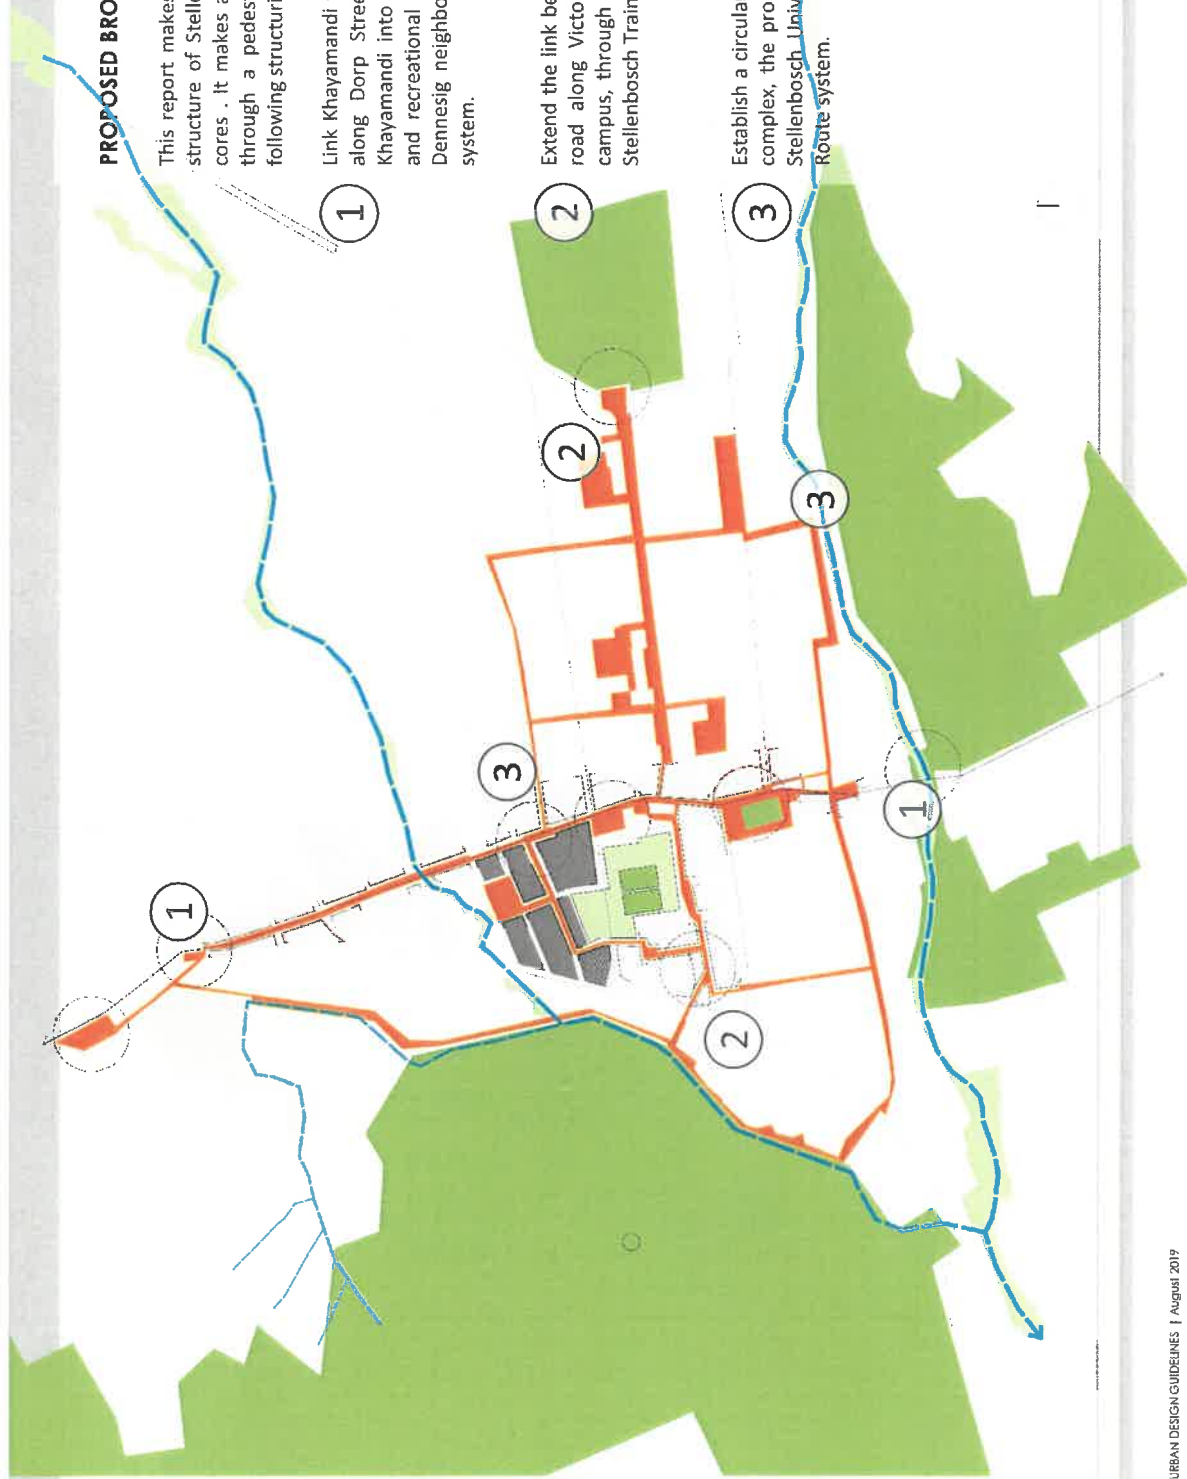 PROPOSED BRO
This report makes
structure of Stelle
cores . It makes a
through a pedest
following structuri
1
Link Khayamandi
along Dorp Stree
Khayamandi into
and recreational
Dennesig neighbo
system.
2
Extend the link be
road along Victo
campus, through
Stellenbosch Train
3
Establish a circula
complex, the pro
Stellenbosch Univ
Route system.
1
3
2
2
3
1
URBAN DESIGN GUIDELINES | August 2019